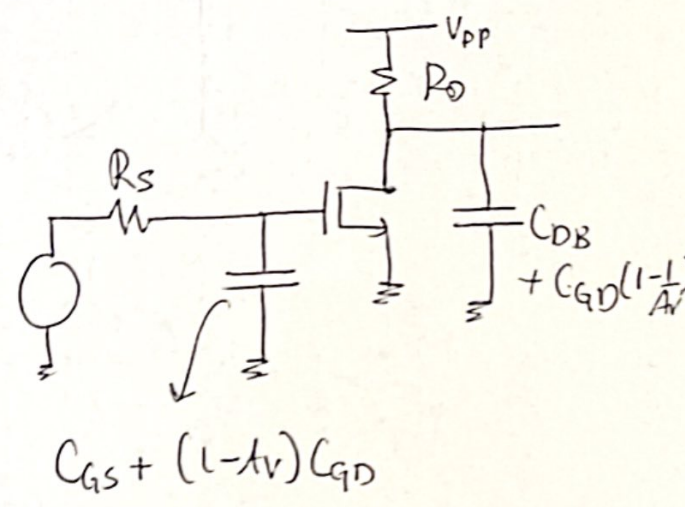 VDD
RD
RS
CDB
+ CGD(1-1/Av)
CGS + (1-Av)CGD